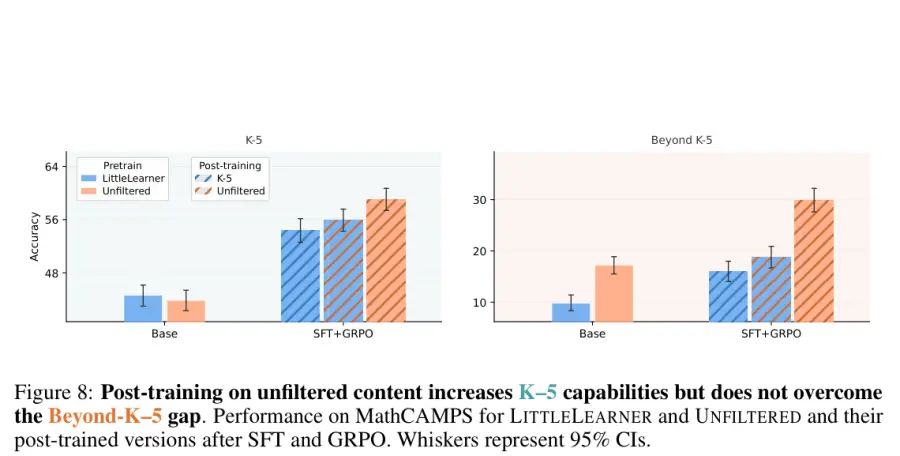 K-5
64
56
48
Accuracy
Pretrain
LittleLearner
Unfiltered
Post-training
K-5
Unfiltered
Base
SFT+GRPO
Beyond K-5
30
20
10
Base
SFT+GRPO
Figure 8: Post-training on unfiltered content increases K–5 capabilities but does not overcome
the Beyond-K–5 gap. Performance on MathCAMPS for LITTLELEARNER and UNFILTERED and their
post-trained versions after SFT and GRPO. Whiskers represent 95% CIs.